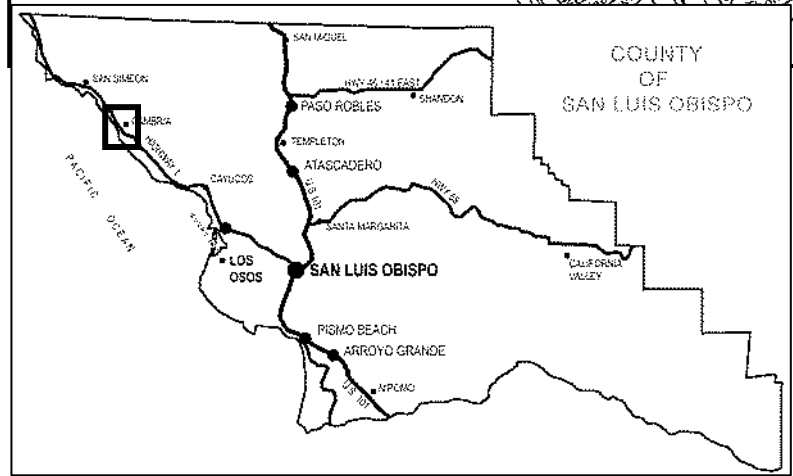 COUNTY
OF
SAN LUIS OBISPO
SAN MIGUEL
HWY 46/41 EAST
SHANDON
SAN SIMEON
PASO ROBLES
CAMBRIA
HIGHWAY 1
TEMPLETON
PACIFIC OCEAN
ATASCADERO
CAYUCOS
U S 101
HWY 58
SANTA MARGARITA
LOS
OSOS
SAN LUIS OBISPO
CALIFORNIA
VALLEY
PISMO BEACH
ARROYO GRANDE
U S 101
NIPOMO